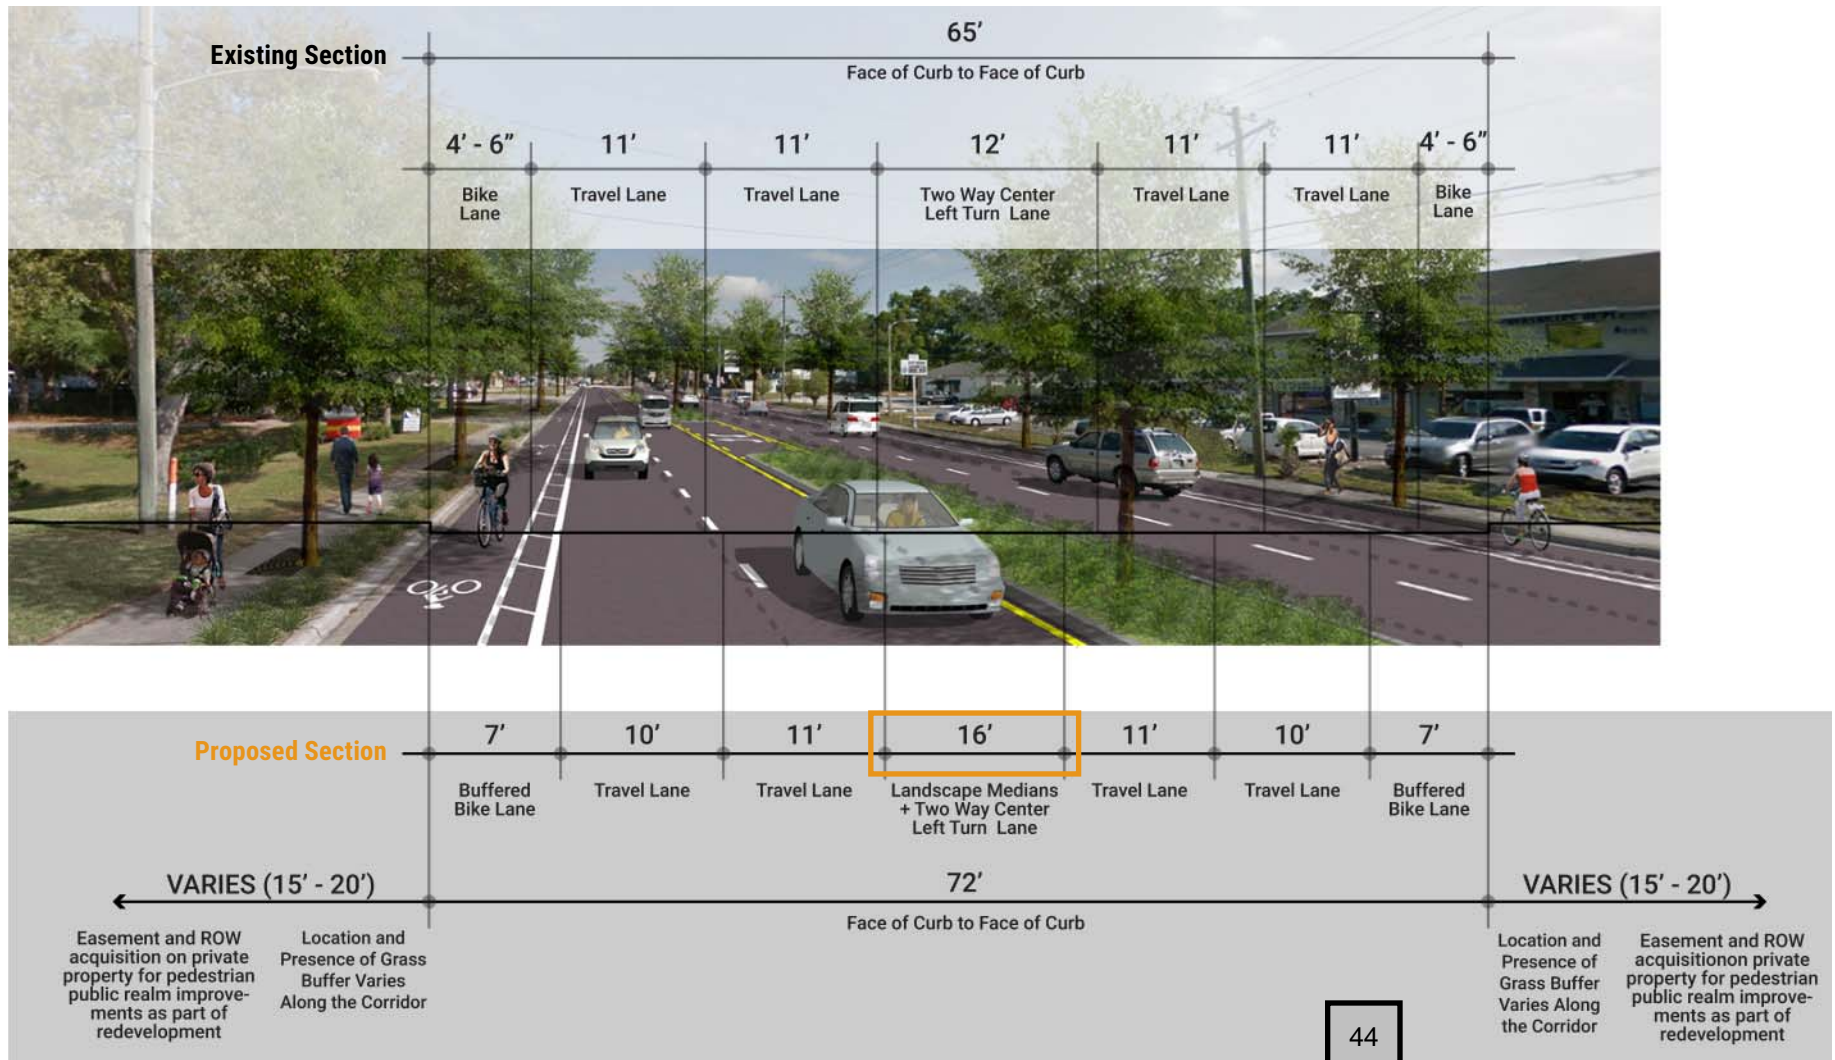 65’
Existing Section
Face of Curb to Face of Curb
4’ - 6”
11’
11’
12’
11’
11’
4’ - 6”
Bike
Lane
Travel Lane
Travel Lane
Two Way Center
Left Turn Lane
Travel Lane
Travel Lane
Bike
Lane
Proposed Section
7’
10’
11’
16’
11’
10’
7’
Buffered
Bike Lane
Travel Lane
Travel Lane
Landscape Medians
+ Two Way Center
Left Turn Lane
Travel Lane
Travel Lane
Buffered
Bike Lane
VARIES (15’ - 20’)
72’
VARIES (15’ - 20’)
Face of Curb to Face of Curb
Easement and ROW
acquisition on private
property for pedestrian
public realm improve-
ments as part of
redevelopment
Location and
Presence of Grass
Buffer Varies
Along the Corridor
Location and
Presence of
Grass Buffer
Varies Along
the Corridor
Easement and ROW
acquisitionon private
property for pedestrian
public realm improve-
ments as part of
redevelopment
44